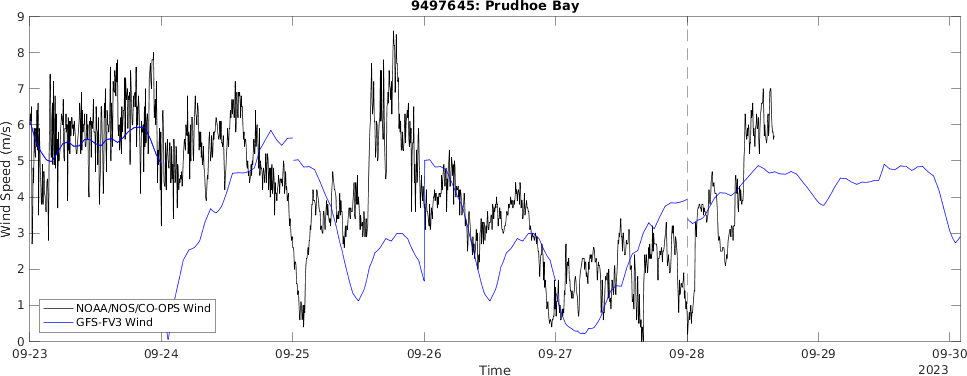 9497645: Prudhoe Bay
Wind Speed (m/s)
9
8
7
6
5
4
3
2
1
0
NOAA/NOS/CO-OPS Wind
GFS-FV3 Wind
09-23 09-24 09-25 09-26 09-27 09-28 09-29 09-30
Time
2023